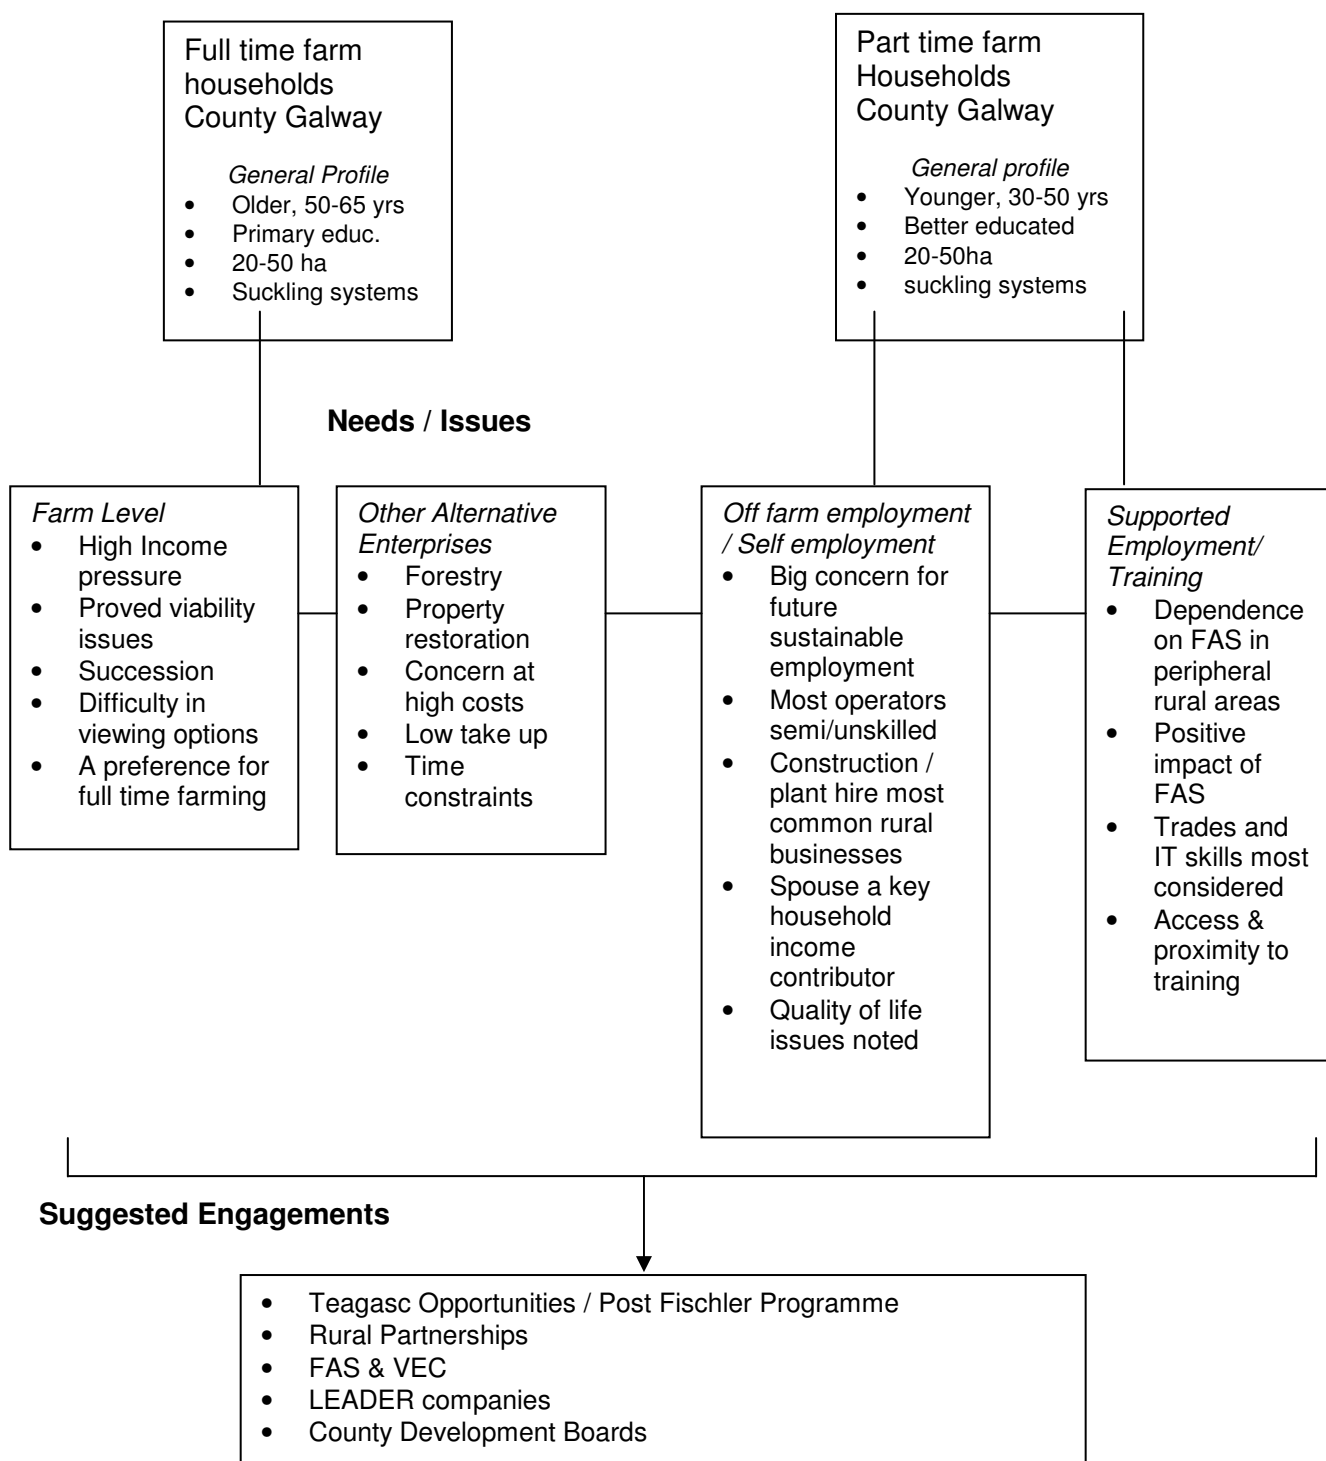 Full time farm
households
County Galway
General Profile
• Older, 50-65 yrs
• Primary educ.
• 20-50 ha
• Suckling systems
Part time farm
Households
County Galway
General profile
• Younger, 30-50 yrs
• Better educated
• 20-50ha
• suckling systems
Needs / Issues
Farm Level
• High Income
pressure
• Proved viability
issues
• Succession
• Difficulty in
viewing options
• A preference for
full time farming
Other Alternative
Enterprises
• Forestry
• Property
restoration
• Concern at
high costs
• Low take up
• Time
constraints
Off farm employment
/ Self employment
• Big concern for
future
sustainable
employment
• Most operators
semi/unskilled
• Construction /
plant hire most
common rural
businesses
• Spouse a key
household
income
contributor
• Quality of life
issues noted
Supported
Employment/
Training
• Dependence
on FAS in
peripheral
rural areas
• Positive
impact of
FAS
• Trades and
IT skills most
considered
• Access &
proximity to
training
Suggested Engagements
• Teagasc Opportunities / Post Fischler Programme
• Rural Partnerships
• FAS & VEC
• LEADER companies
• County Development Boards